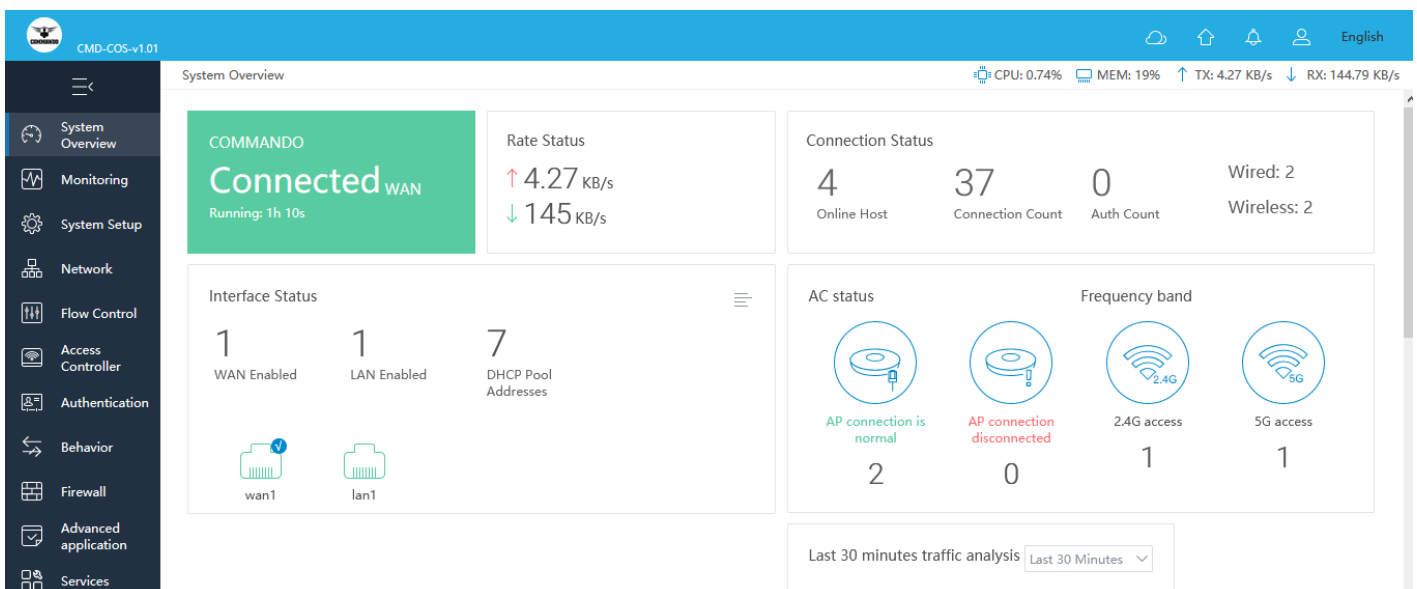 COMMANDO
CMD-COS-v1.01
English
System Overview
CPU: 0.74%
MEM: 19%
↑ TX: 4.27 KB/s
↓ RX: 144.79 KB/s
System
Overview
Monitoring
System Setup
Network
Flow Control
Access
Controller
Authentication
Behavior
Firewall
Advanced
application
Services
COMMANDO
Connected WAN
Running: 1h 10s
Rate Status
↑ 4.27 KB/s
↓ 145 KB/s
Connection Status
4
Online Host
37
Connection Count
0
Auth Count
Wired: 2
Wireless: 2
Interface Status
1
WAN Enabled
1
LAN Enabled
7
DHCP Pool
Addresses
wan1
lan1
AC status
Frequency band
AP connection is
normal
2
AP connection
disconnected
0
2.4G
2.4G access
1
5G
5G access
1
Last 30 minutes traffic analysis
Last 30 Minutes